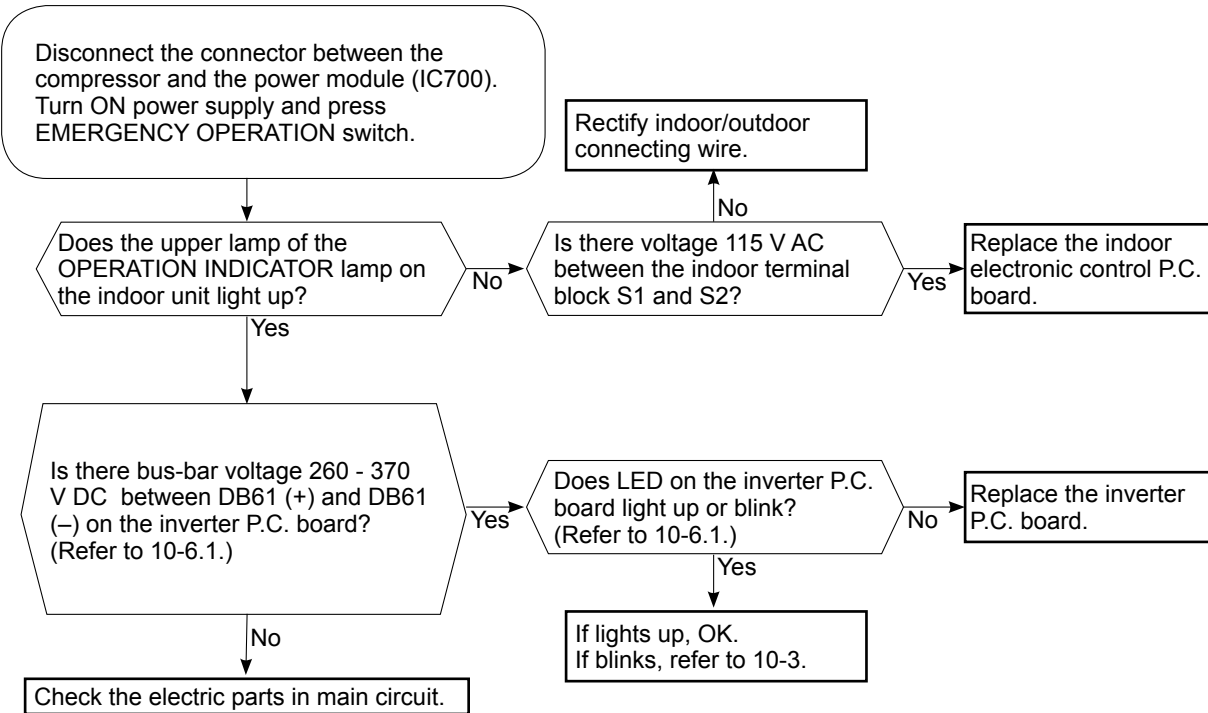 Disconnect the connector between the
compressor and the power module (IC700).
Turn ON power supply and press
EMERGENCY OPERATION switch.
Rectify indoor/outdoor
connecting wire.
No
Does the upper lamp of the
OPERATION INDICATOR lamp on
the indoor unit light up?
No
Is there voltage 115 V AC
between the indoor terminal
block S1 and S2?
Yes
Replace the indoor
electronic control P.C.
board.
Yes
Is there bus-bar voltage 260 - 370
V DC between DB61 (+) and DB61
(–) on the inverter P.C. board?
(Refer to 10-6.1.)
Yes
Does LED on the inverter P.C.
board light up or blink?
(Refer to 10-6.1.)
No
Replace the inverter
P.C. board.
Yes
If lights up, OK.
If blinks, refer to 10-3.
No
Check the electric parts in main circuit.